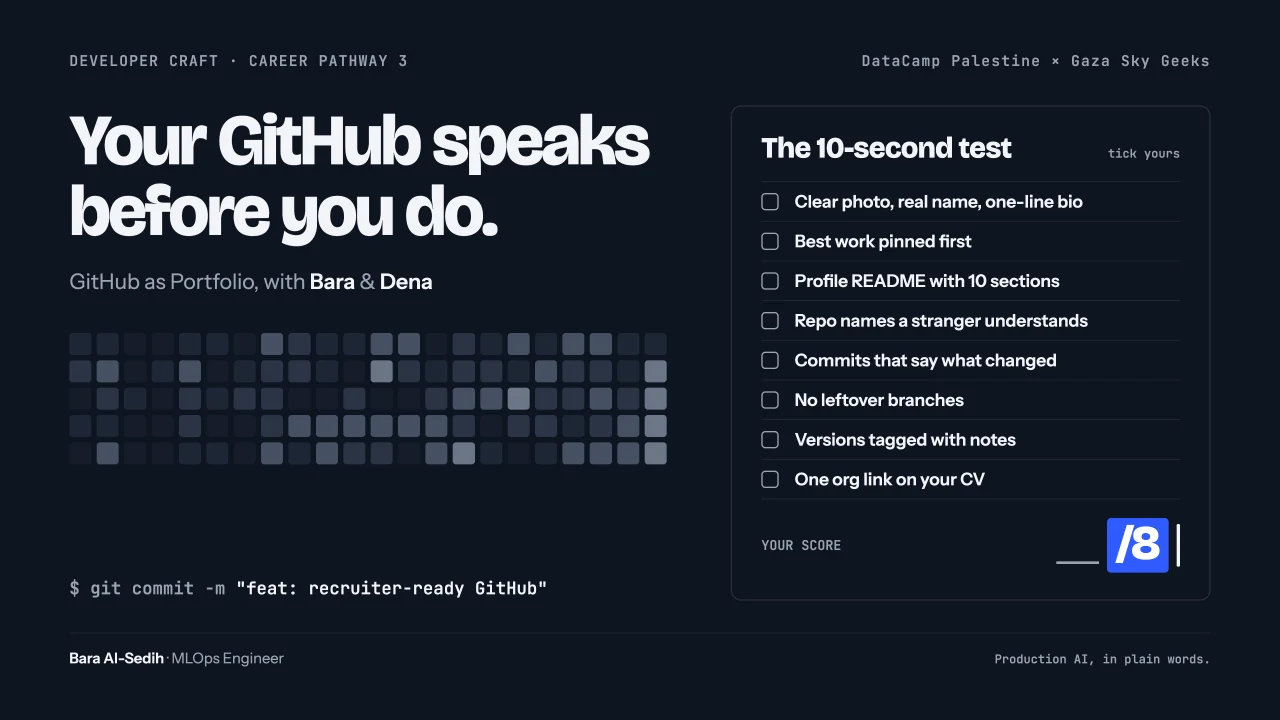 DEVELOPER CRAFT · CAREER PATHWAY 3
DataCamp Palestine × Gaza Sky Geeks
Your GitHub speaks
before you do.
GitHub as Portfolio, with Bara & Dena
$ git commit -m "feat: recruiter-ready GitHub"
The 10-second test
tick yours
Clear photo, real name, one-line bio
Best work pinned first
Profile README with 10 sections
Repo names a stranger understands
Commits that say what changed
No leftover branches
Versions tagged with notes
One org link on your CV
YOUR SCORE
/8
Bara Al-Sedih · MLOps Engineer
Production AI, in plain words.